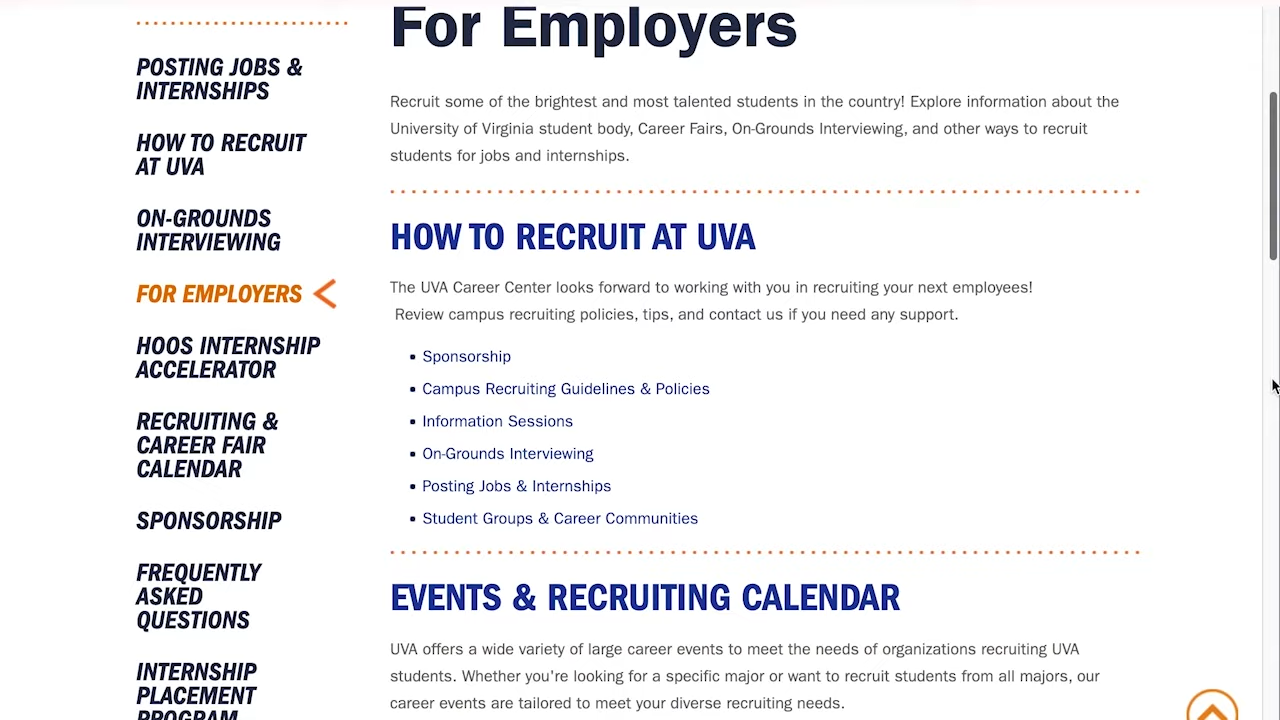 POSTING JOBS &
INTERNSHIPS
HOW TO RECRUIT
AT UVA
ON-GROUNDS
INTERVIEWING
FOR EMPLOYERS
HOOS INTERNSHIP
ACCELERATOR
RECRUITING &
CAREER FAIR
CALENDAR
SPONSORSHIP
FREQUENTLY
ASKED
QUESTIONS
INTERNSHIP
PLACEMENT
PROGRAM
For Employers
Recruit some of the brightest and most talented students in the country! Explore information about the
University of Virginia student body, Career Fairs, On-Grounds Interviewing, and other ways to recruit
students for jobs and internships.
HOW TO RECRUIT AT UVA
The UVA Career Center looks forward to working with you in recruiting your next employees!
Review campus recruiting policies, tips, and contact us if you need any support.
• Sponsorship
• Campus Recruiting Guidelines & Policies
• Information Sessions
• On-Grounds Interviewing
• Posting Jobs & Internships
• Student Groups & Career Communities
EVENTS & RECRUITING CALENDAR
UVA offers a wide variety of large career events to meet the needs of organizations recruiting UVA
students. Whether you're looking for a specific major or want to recruit students from all majors, our
career events are tailored to meet your diverse recruiting needs.